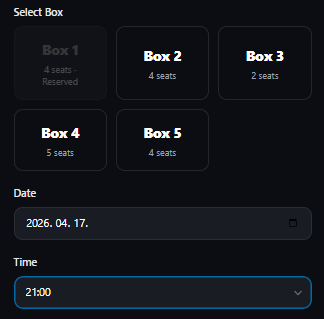 Select Box
Box 1
4 seats ·
Reserved
Box 2
4 seats
Box 3
2 seats
Box 4
5 seats
Box 5
4 seats
Date
2026. 04. 17.
Time
21:00